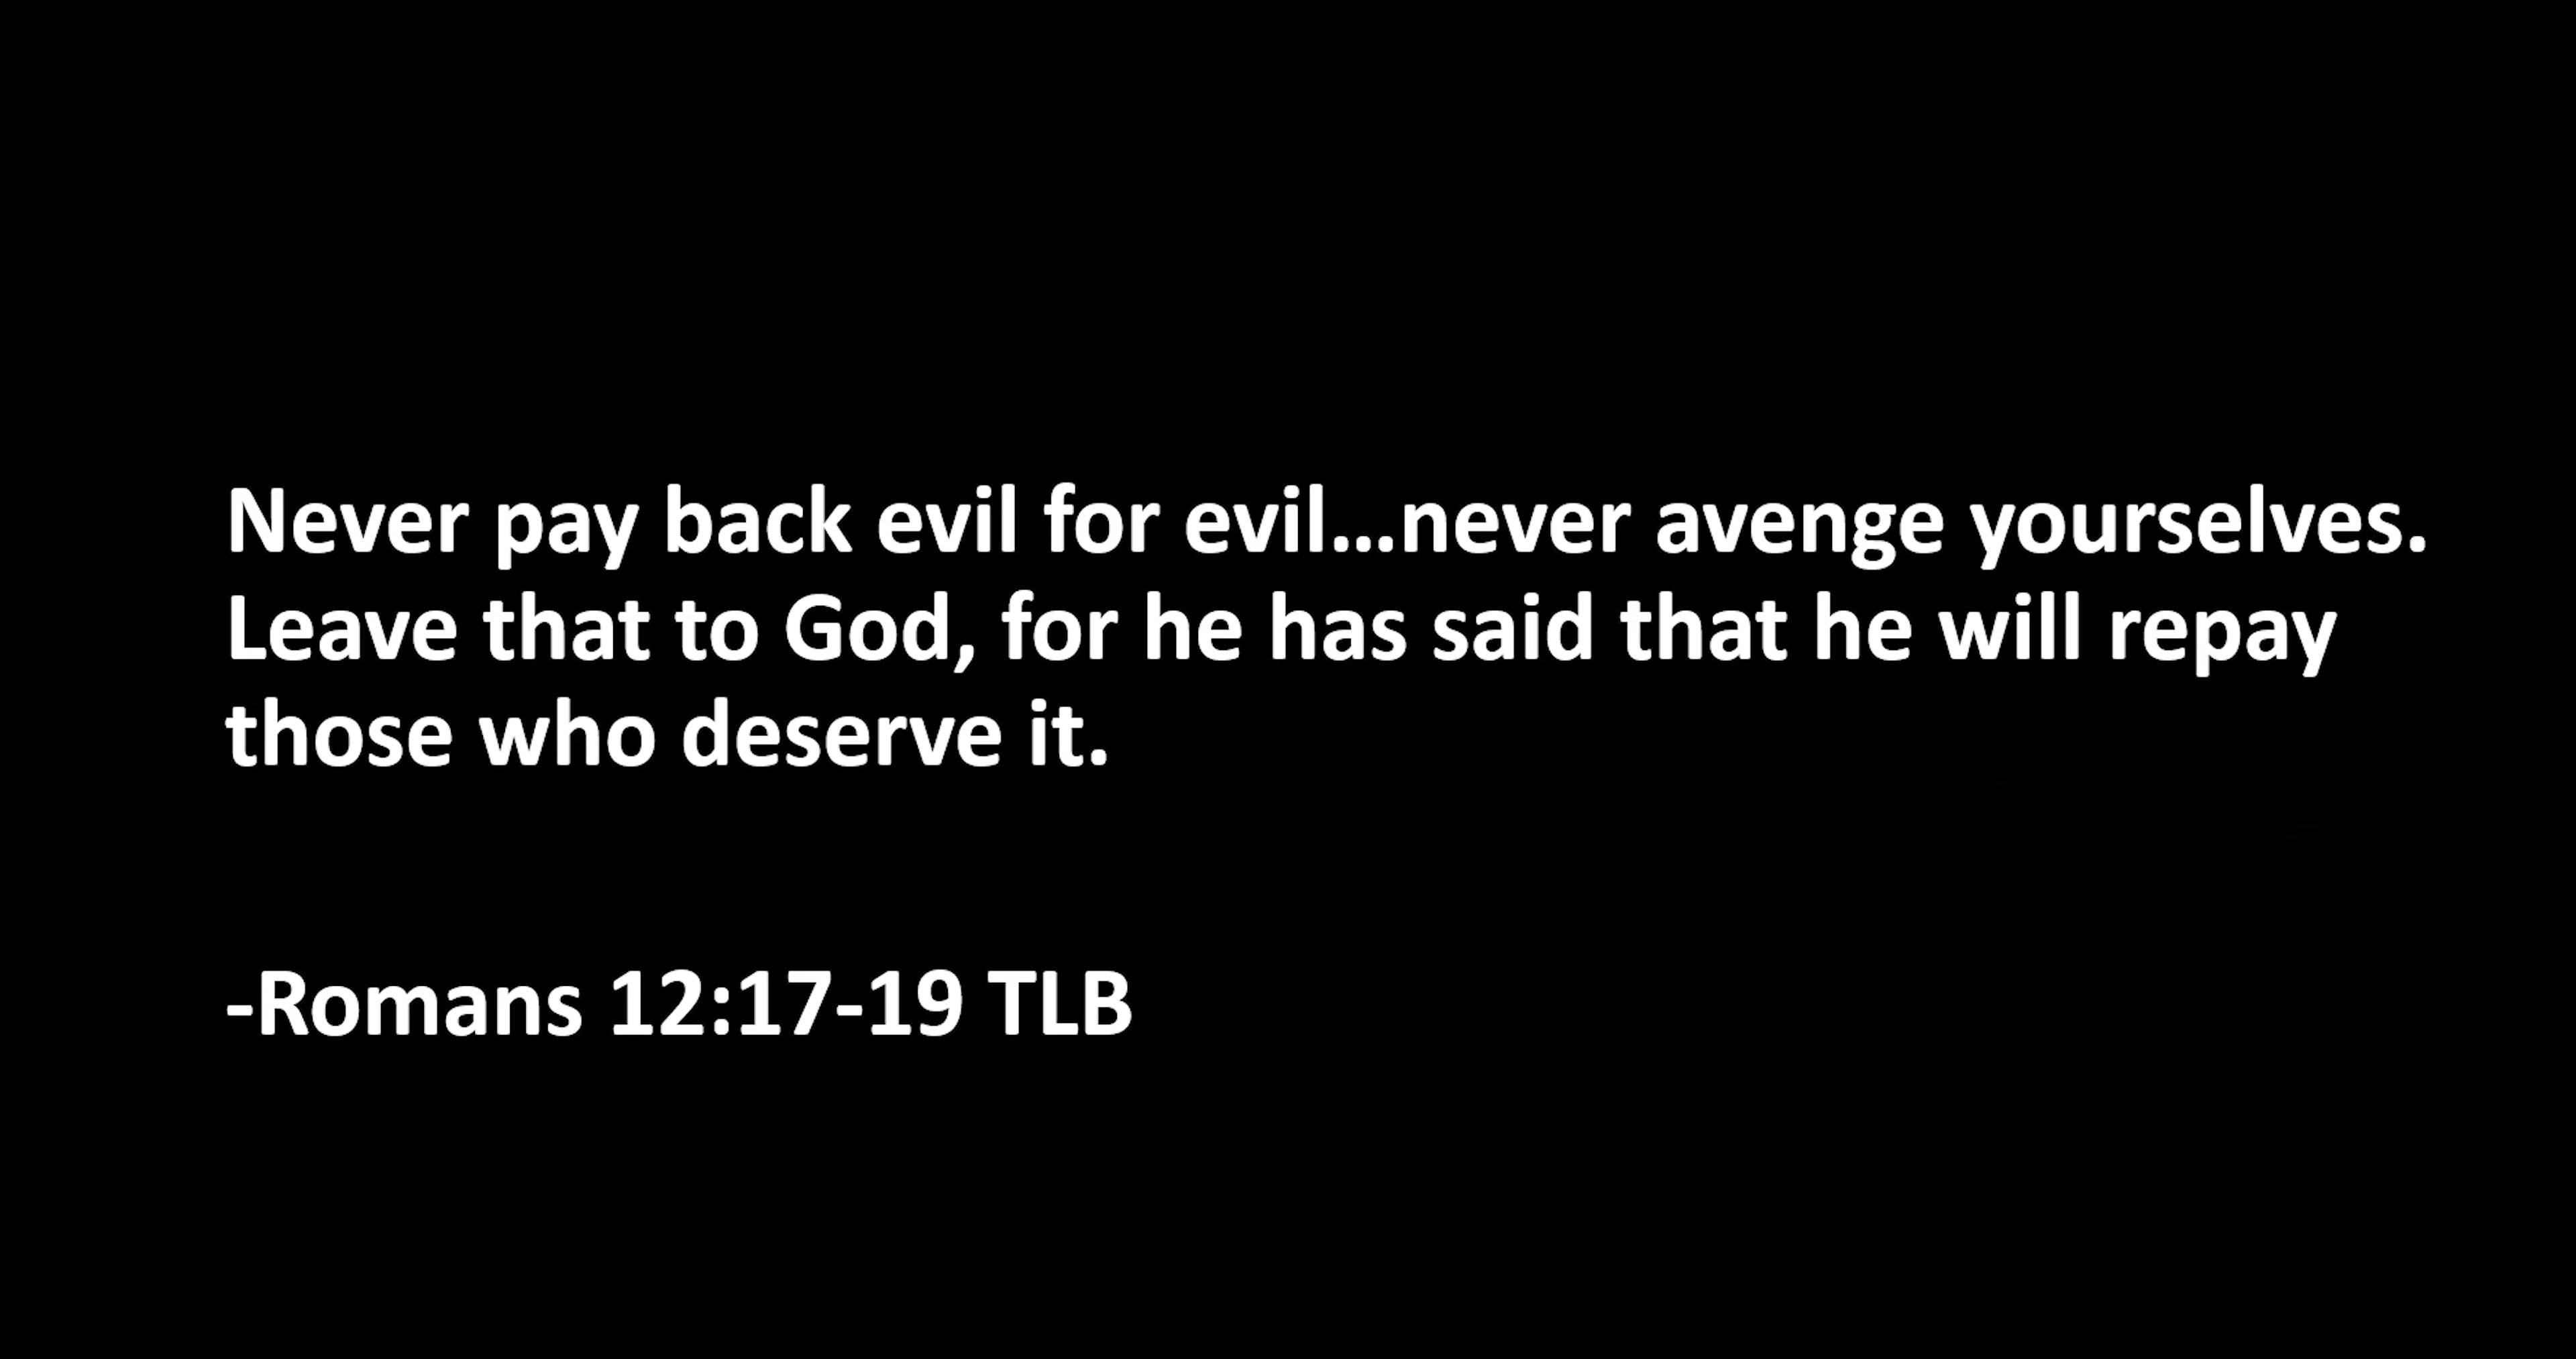 Never pay back evil for evil...never avenge yourselves.
Leave that to God, for he has said that he will repay
those who deserve it.
-Romans 12:17-19 TLB